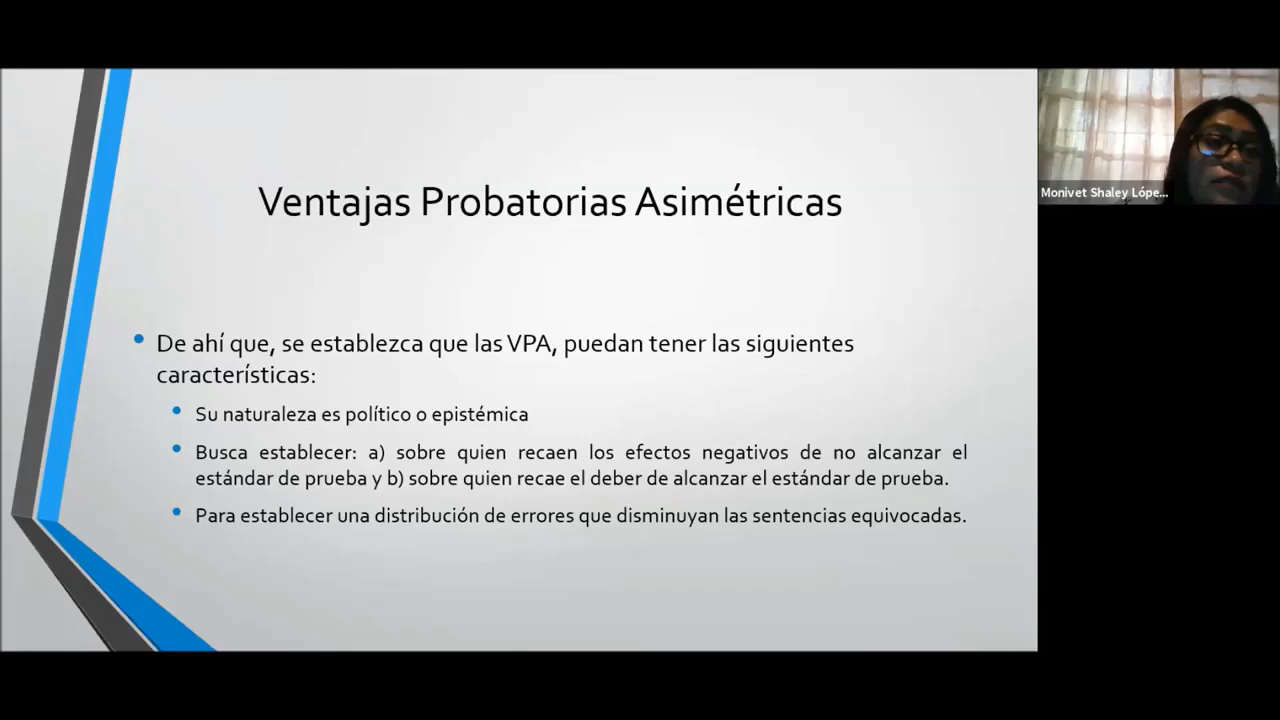 Ventajas Probatorias Asimétricas
De ahí que, se establezca que las VPA, puedan tener las siguientes
características:
Su naturaleza es político o epistémica
Busca establecer: a) sobre quien recaen los efectos negativos de no alcanzar el
estándar de prueba y b) sobre quien recae el deber de alcanzar el estándar de prueba.
Para establecer una distribución de errores que disminuyan las sentencias equivocadas.
Monivet Shaley Lópe...